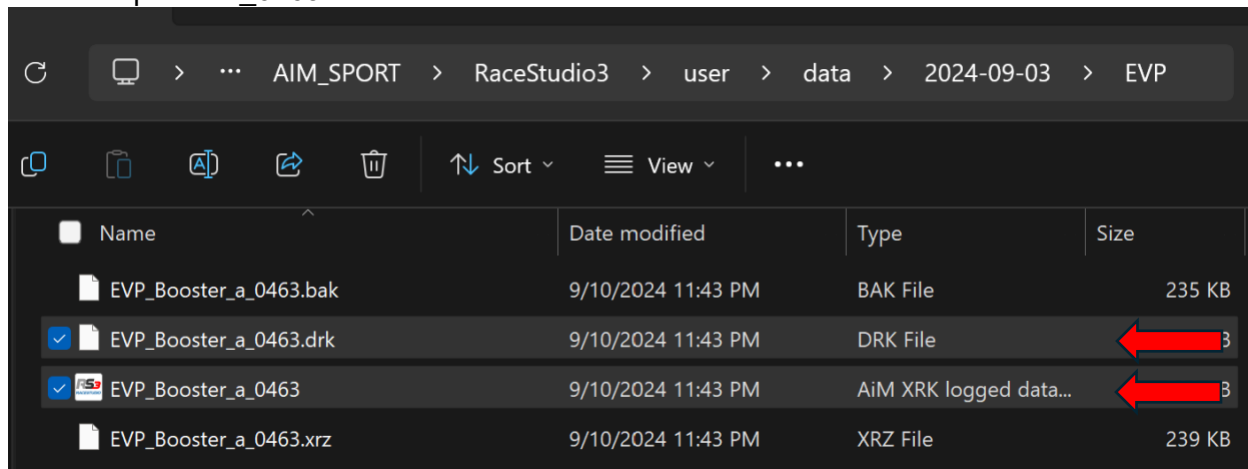 AIM_SPORT > RaceStudio3 > user > data > 2024-09-03 > EVP
Sort View
Name Date modified Type Size
EVP_Booster_a_0463.bak 9/10/2024 11:43 PM BAK File 235 KB
EVP_Booster_a_0463.drk 9/10/2024 11:43 PM DRK File
EVP_Booster_a_0463 9/10/2024 11:43 PM AiM XRK logged data...
EVP_Booster_a_0463.xrz 9/10/2024 11:43 PM XRZ File 239 KB